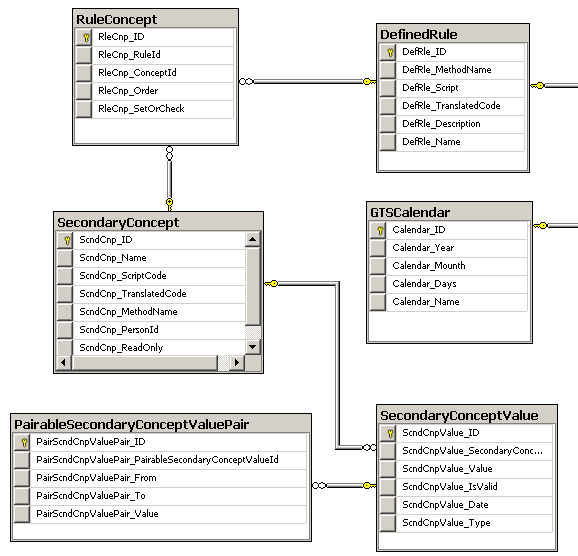 RuleConcept
RleCnp_ID
RleCnp_RuleId
RleCnp_ConceptId
RleCnp_Order
RleCnp_SetOrCheck
DefinedRule
DefRle_ID
DefRle_MethodName
DefRle_Script
DefRle_TranslatedCode
DefRle_Description
DefRle_Name
SecondaryConcept
ScndCnp_ID
ScndCnp_Name
ScndCnp_ScriptCode
ScndCnp_TranslatedCode
ScndCnp_MethodName
ScndCnp_PersonId
ScndCnp_ReadOnly
GTSCalendar
Calendar_ID
Calendar_Year
Calendar_Mounth
Calendar_Days
Calendar_Name
PairableSecondaryConceptValuePair
PairScndCnpValuePair_ID
PairScndCnpValuePair_PairableSecondaryConceptValueId
PairScndCnpValuePair_From
PairScndCnpValuePair_To
PairScndCnpValuePair_Value
SecondaryConceptValue
ScndCnpValue_ID
ScndCnpValue_SecondaryConc...
ScndCnpValue_Value
ScndCnpValue_IsValid
ScndCnpValue_Date
ScndCnpValue_Type